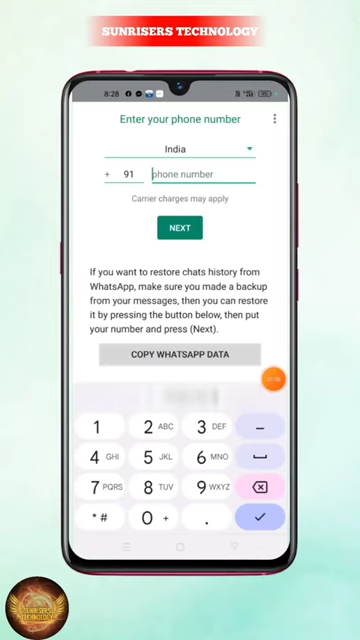 SUNRISERS TECHNOLOGY
8:28
Enter your phone number
India
+ 91 phone number
Carrier charges may apply
NEXT
If you want to restore chats history from
WhatsApp, make sure you made a backup
from your messages, then you can restore
it by pressing the button below, then put
your number and press (Next).
COPY WHATSAPP DATA
1 2 ABC 3 DEF –
4 GHI 5 JKL 6 MNO
7 PQRS 8 TUV 9 WXYZ
* # 0 + .
SUNRISERS
TECHNOLOGY